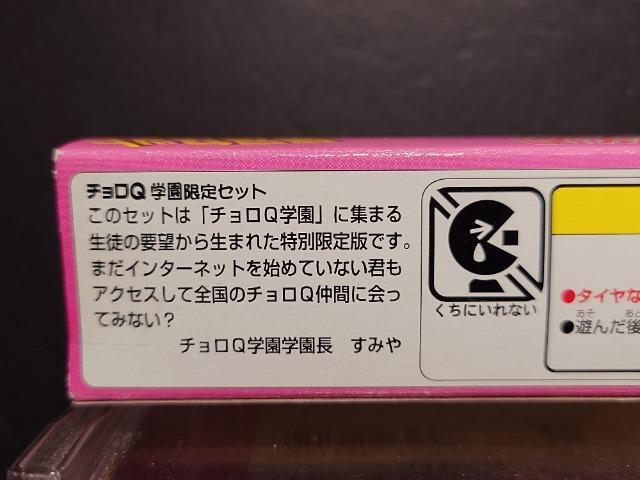 チョロQ 学園限定セット
このセットは「チョロQ学園」に集まる
生徒の要望から生まれた特別限定版です。
まだインターネットを始めていない君も
アクセスして全国のチョロQ仲間に会っ
てみない?
チョロQ学園学園長 すみや
くちにいれない
●タイヤな
あそ あと
●遊んだ後